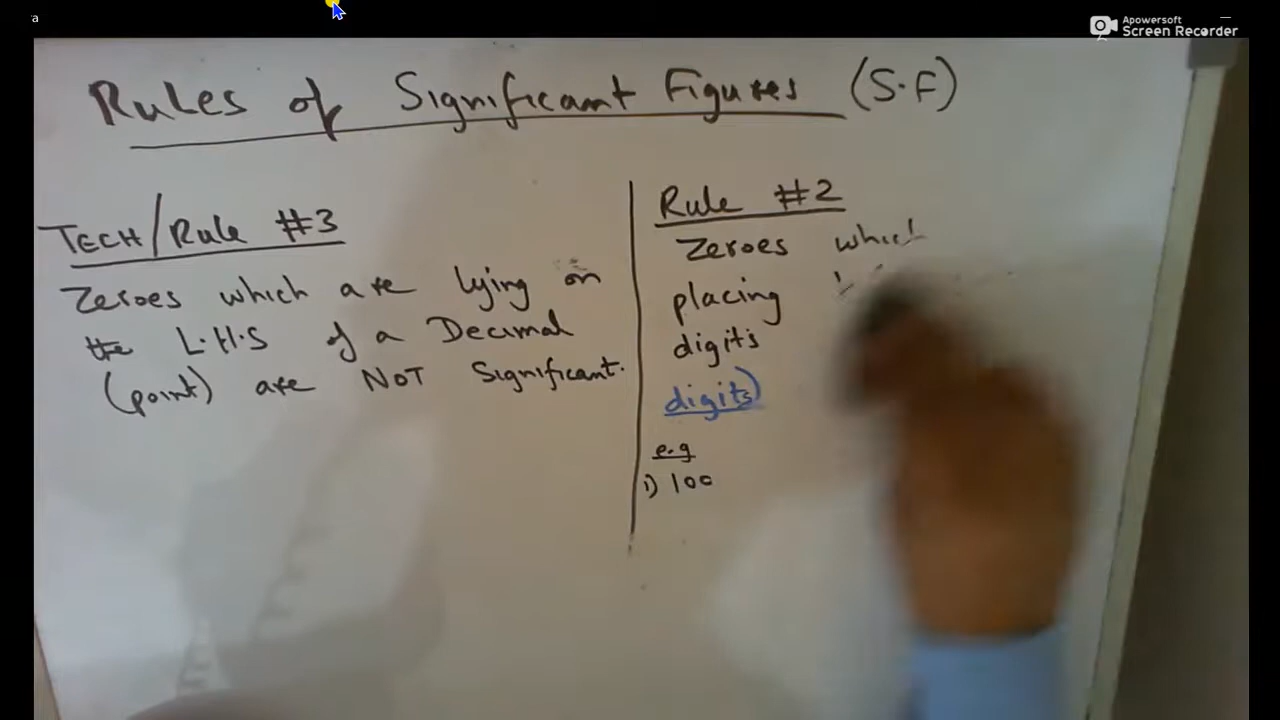 a
Apowersoft
Screen Recorder
Rules of Significant Figures (S.F)
TECH/Rule #3
Zeroes which are lying on
the L.H.S of a Decimal
(point) are NOT Significant.
Rule #2
Zeroes which
placing
digits
digits)
e.g
i) 100